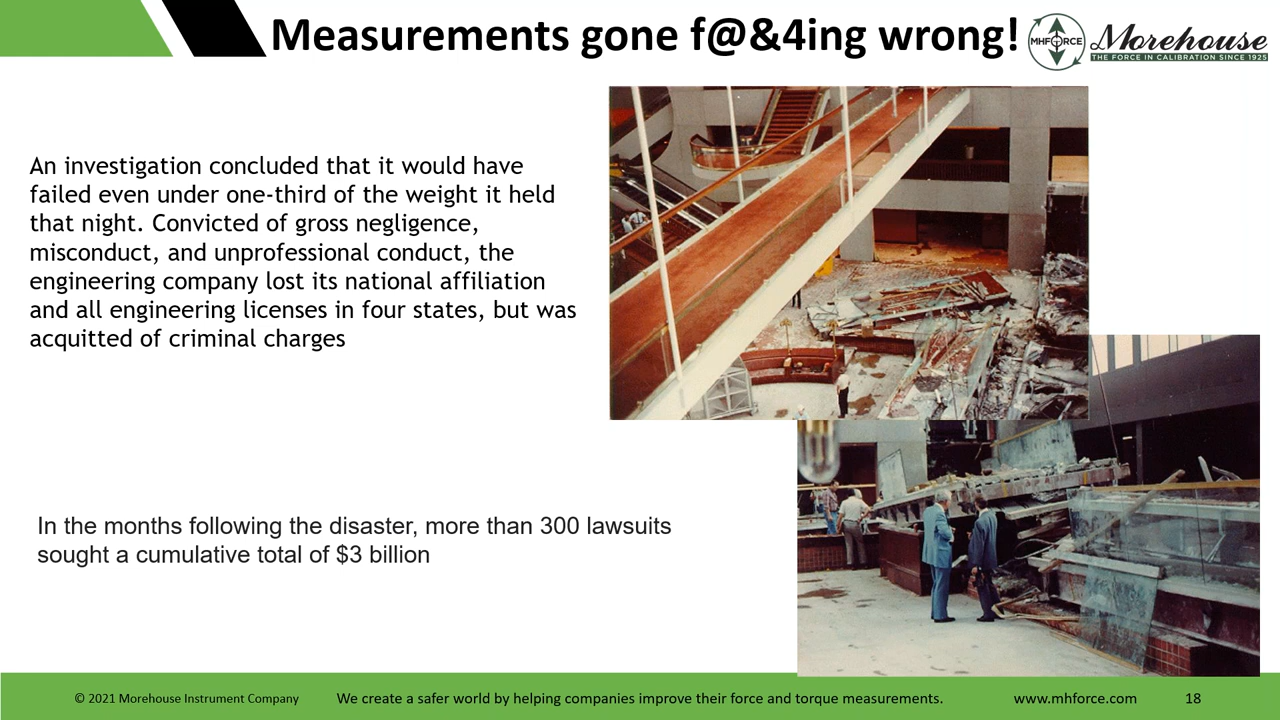 Measurements gone f@&4ing wrong!
MHFORCE
Morehouse
THE FORCE IN CALIBRATION SINCE 1925
An investigation concluded that it would have
failed even under one-third of the weight it held
that night. Convicted of gross negligence,
misconduct, and unprofessional conduct, the
engineering company lost its national affiliation
and all engineering licenses in four states, but was
acquitted of criminal charges
In the months following the disaster, more than 300 lawsuits
sought a cumulative total of $3 billion
© 2021 Morehouse Instrument Company
We create a safer world by helping companies improve their force and torque measurements.
www.mhforce.com
18